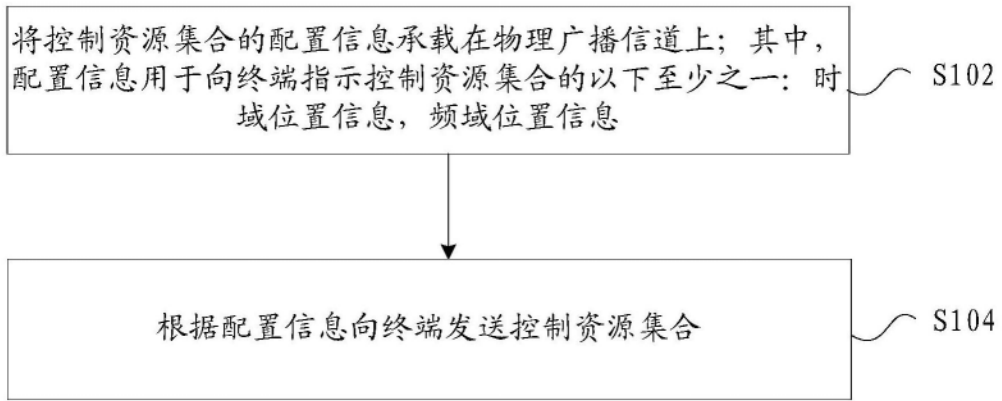 将控制资源集合的配置信息承载在物理广播信道上；其中，
配置信息用于向终端指示控制资源集合的以下至少之一：时
域位置信息，频域位置信息
S102
根据配置信息向终端发送控制资源集合
S104